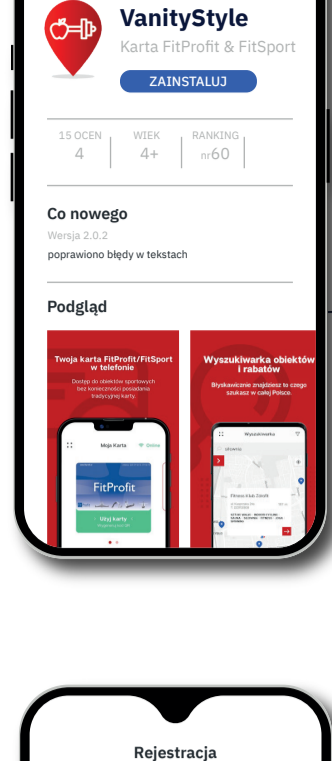 VanityStyle
Karta FitProfit & FitSport
ZAINSTALUJ
15 OCEN WIEK RANKING
4 4+ nr60
Co nowego
Wersja 2.0.2
poprawiono błędy w tekstach
Podgląd
Twoja karta FitProfit/FitSport
w telefonie
Dostęp do obiektów sportowych
bez konieczności posiadania
tradycyjnej karty.
Moja Karta Online
FitProfit
Użyj karty
Wyszukiwarka obiektów
i rabatów
Błyskawicznie znajdziesz to czego
szukasz w całej Polsce.
Wyszukiwarka
Fitness Klub
Rejestracja